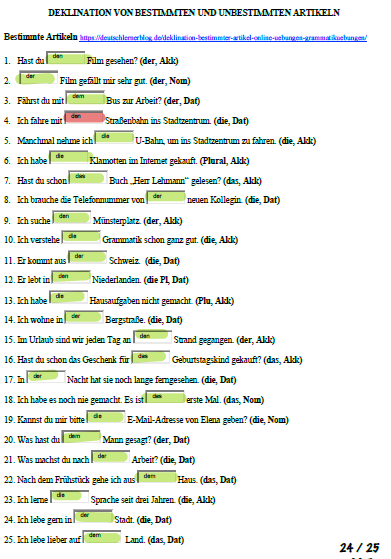 DEKLINATION VON BESTIMMTEN UND UNBESTIMMTEN ARTIKELN
Bestimmte Artikeln https://deutschlernerblog.de/deklination-bestimmter-artikel-online-uebungen-grammatikuebungen/
1. Hast du den Film gesehen? (der, Akk)
2. der Film gefällt mir sehr gut. (der, Nom)
3. Fährst du mit dem Bus zur Arbeit? (der, Dat)
4. Ich fahre mit den Straßenbahn ins Stadtzentrum. (die, Dat)
5. Manchmal nehme ich die U-Bahn, um ins Stadtzentrum zu fahren. (die, Akk)
6. Ich habe die Klamotten im Internet gekauft. (Plural, Akk)
7. Hast du schon das Buch „Herr Lehmann" gelesen? (das, Akk)
8. Ich brauche die Telefonnummer von der neuen Kollegin. (die, Dat)
9. Ich suche den Münsterplatz. (der, Akk)
10. Ich verstehe die Grammatik schon ganz gut. (die, Akk)
11. Er kommt aus der Schweiz. (die, Dat)
12. Er lebt in den Niederlanden. (die Pl, Dat)
13. Ich habe die Hausaufgaben nicht gemacht. (Plu, Akk)
14. Ich wohne in der Bergstraße. (die, Dat)
15. Im Urlaub sind wir jeden Tag an den Strand gegangen. (der, Akk)
16. Hast du schon das Geschenk für das Geburtstagskind gekauft? (das, Akk)
17. In der Nacht hat sie noch lange ferngesehen. (die, Dat)
18. Ich habe es noch nie gemacht. Es ist das erste Mal. (das, Nom)
19. Kannst du mir bitte die E-Mail-Adresse von Elena geben? (die, Nom)
20. Was hast du dem Mann gesagt? (der, Dat)
21. Was machst du nach der Arbeit? (die, Dat)
22. Nach dem Frühstück gehe ich aus dem Haus. (das, Dat)
23. Ich lerne die Sprache seit drei Jahren. (die, Akk)
24. Ich lebe gern in der Stadt. (die, Dat)
25. Ich lebe lieber auf dem Land. (das, Dat)
24 / 25